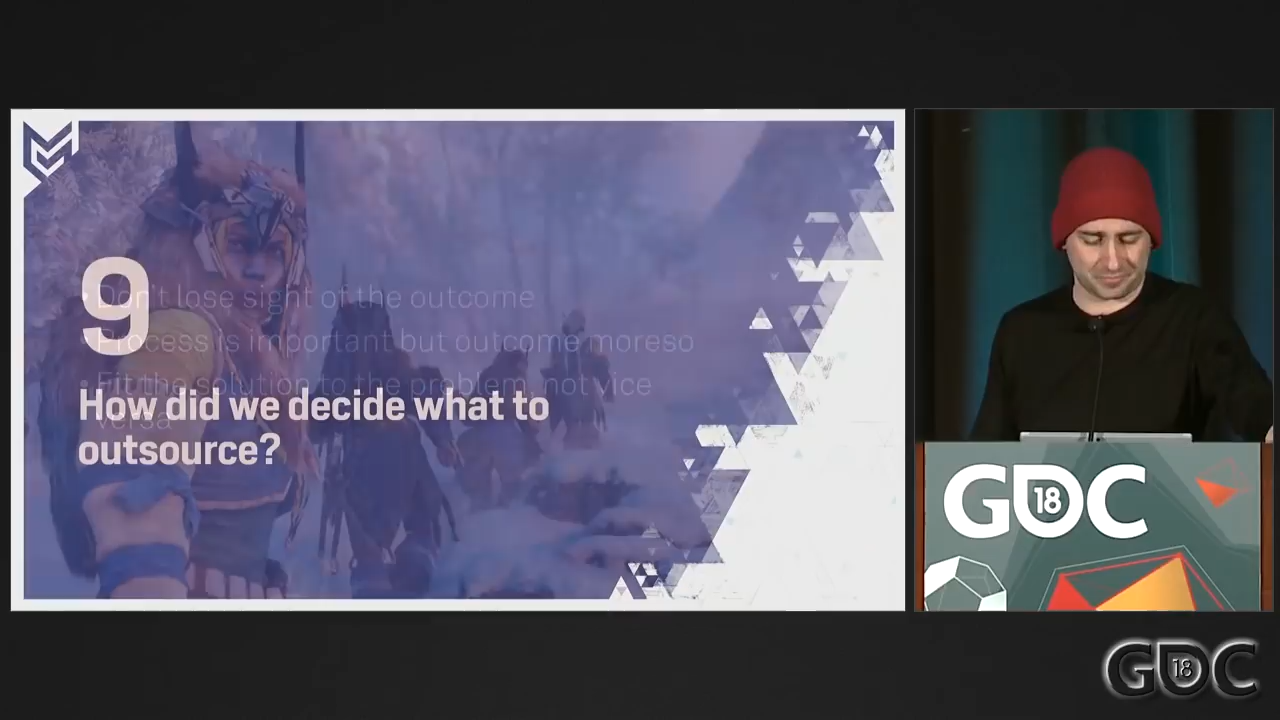 9
• Don't lose sight of the outcome
Process is important but outcome moreso
• Fit the solution to the problem, not vice
versa
How did we decide what to
outsource?
GDC
18
GDC
18